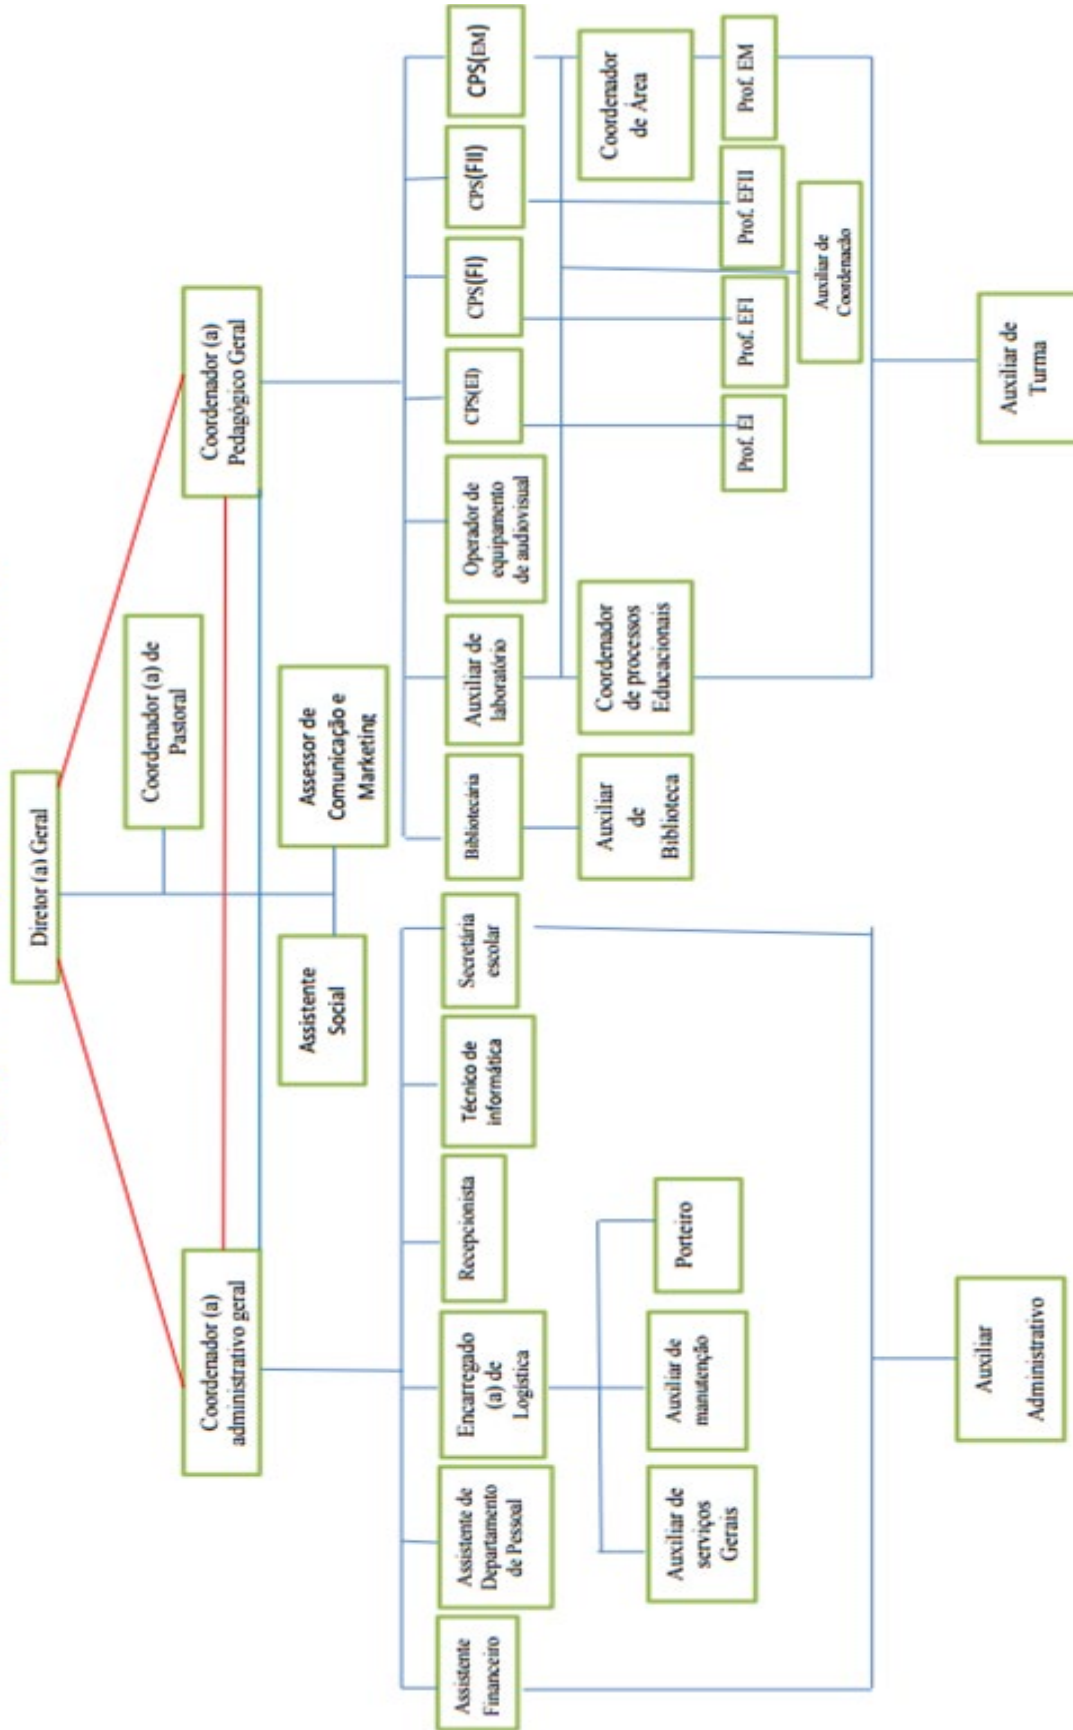 Diretor (a) Geral
Coordenador (a) de
Pastoral
Coordenador (a)
administrativo geral
Coordenador (a)
Pedagógico Geral
Assistente
Social
Assessor de
Comunicação e
Marketing
Assistente
Financeiro
Assistente de
Departamento
de Pessoal
Encarregado
(a) de
Logística
Recepcionista
Técnico de
informática
Secretária
escolar
Bibliotecária
Auxiliar de
laboratório
Operador de
equipamento
de audiovisual
CPS(EI)
CPS(FI)
CPS(FII)
CPS(EM)
Auxiliar
de
Biblioteca
Coordenador
de processos
Educacionais
Coordenador
de Área
Auxiliar de
serviços
Gerais
Auxiliar de
manutenção
Porteiro
Prof. EI
Prof. EFI
Prof. EFII
Prof. EM
Auxiliar de
Coordenacão
Auxiliar
Administrativo
Auxiliar de
Turma